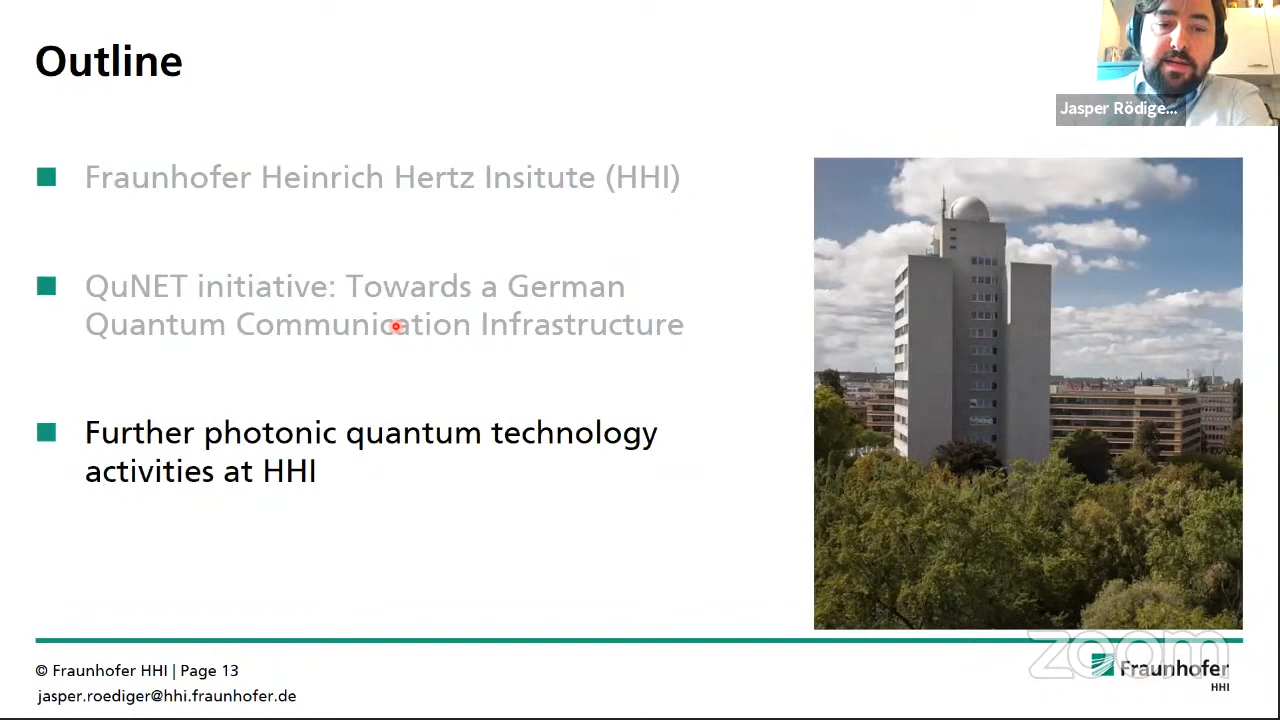 Outline
Jasper Rödige...
Fraunhofer Heinrich Hertz Insitute (HHI)
QuNET initiative: Towards a German
Quantum Communication Infrastructure
Further photonic quantum technology
activities at HHI
zoom
© Fraunhofer HHI | Page 13
Fraunhofer
HHI
jasper.roediger@hhi.fraunhofer.de